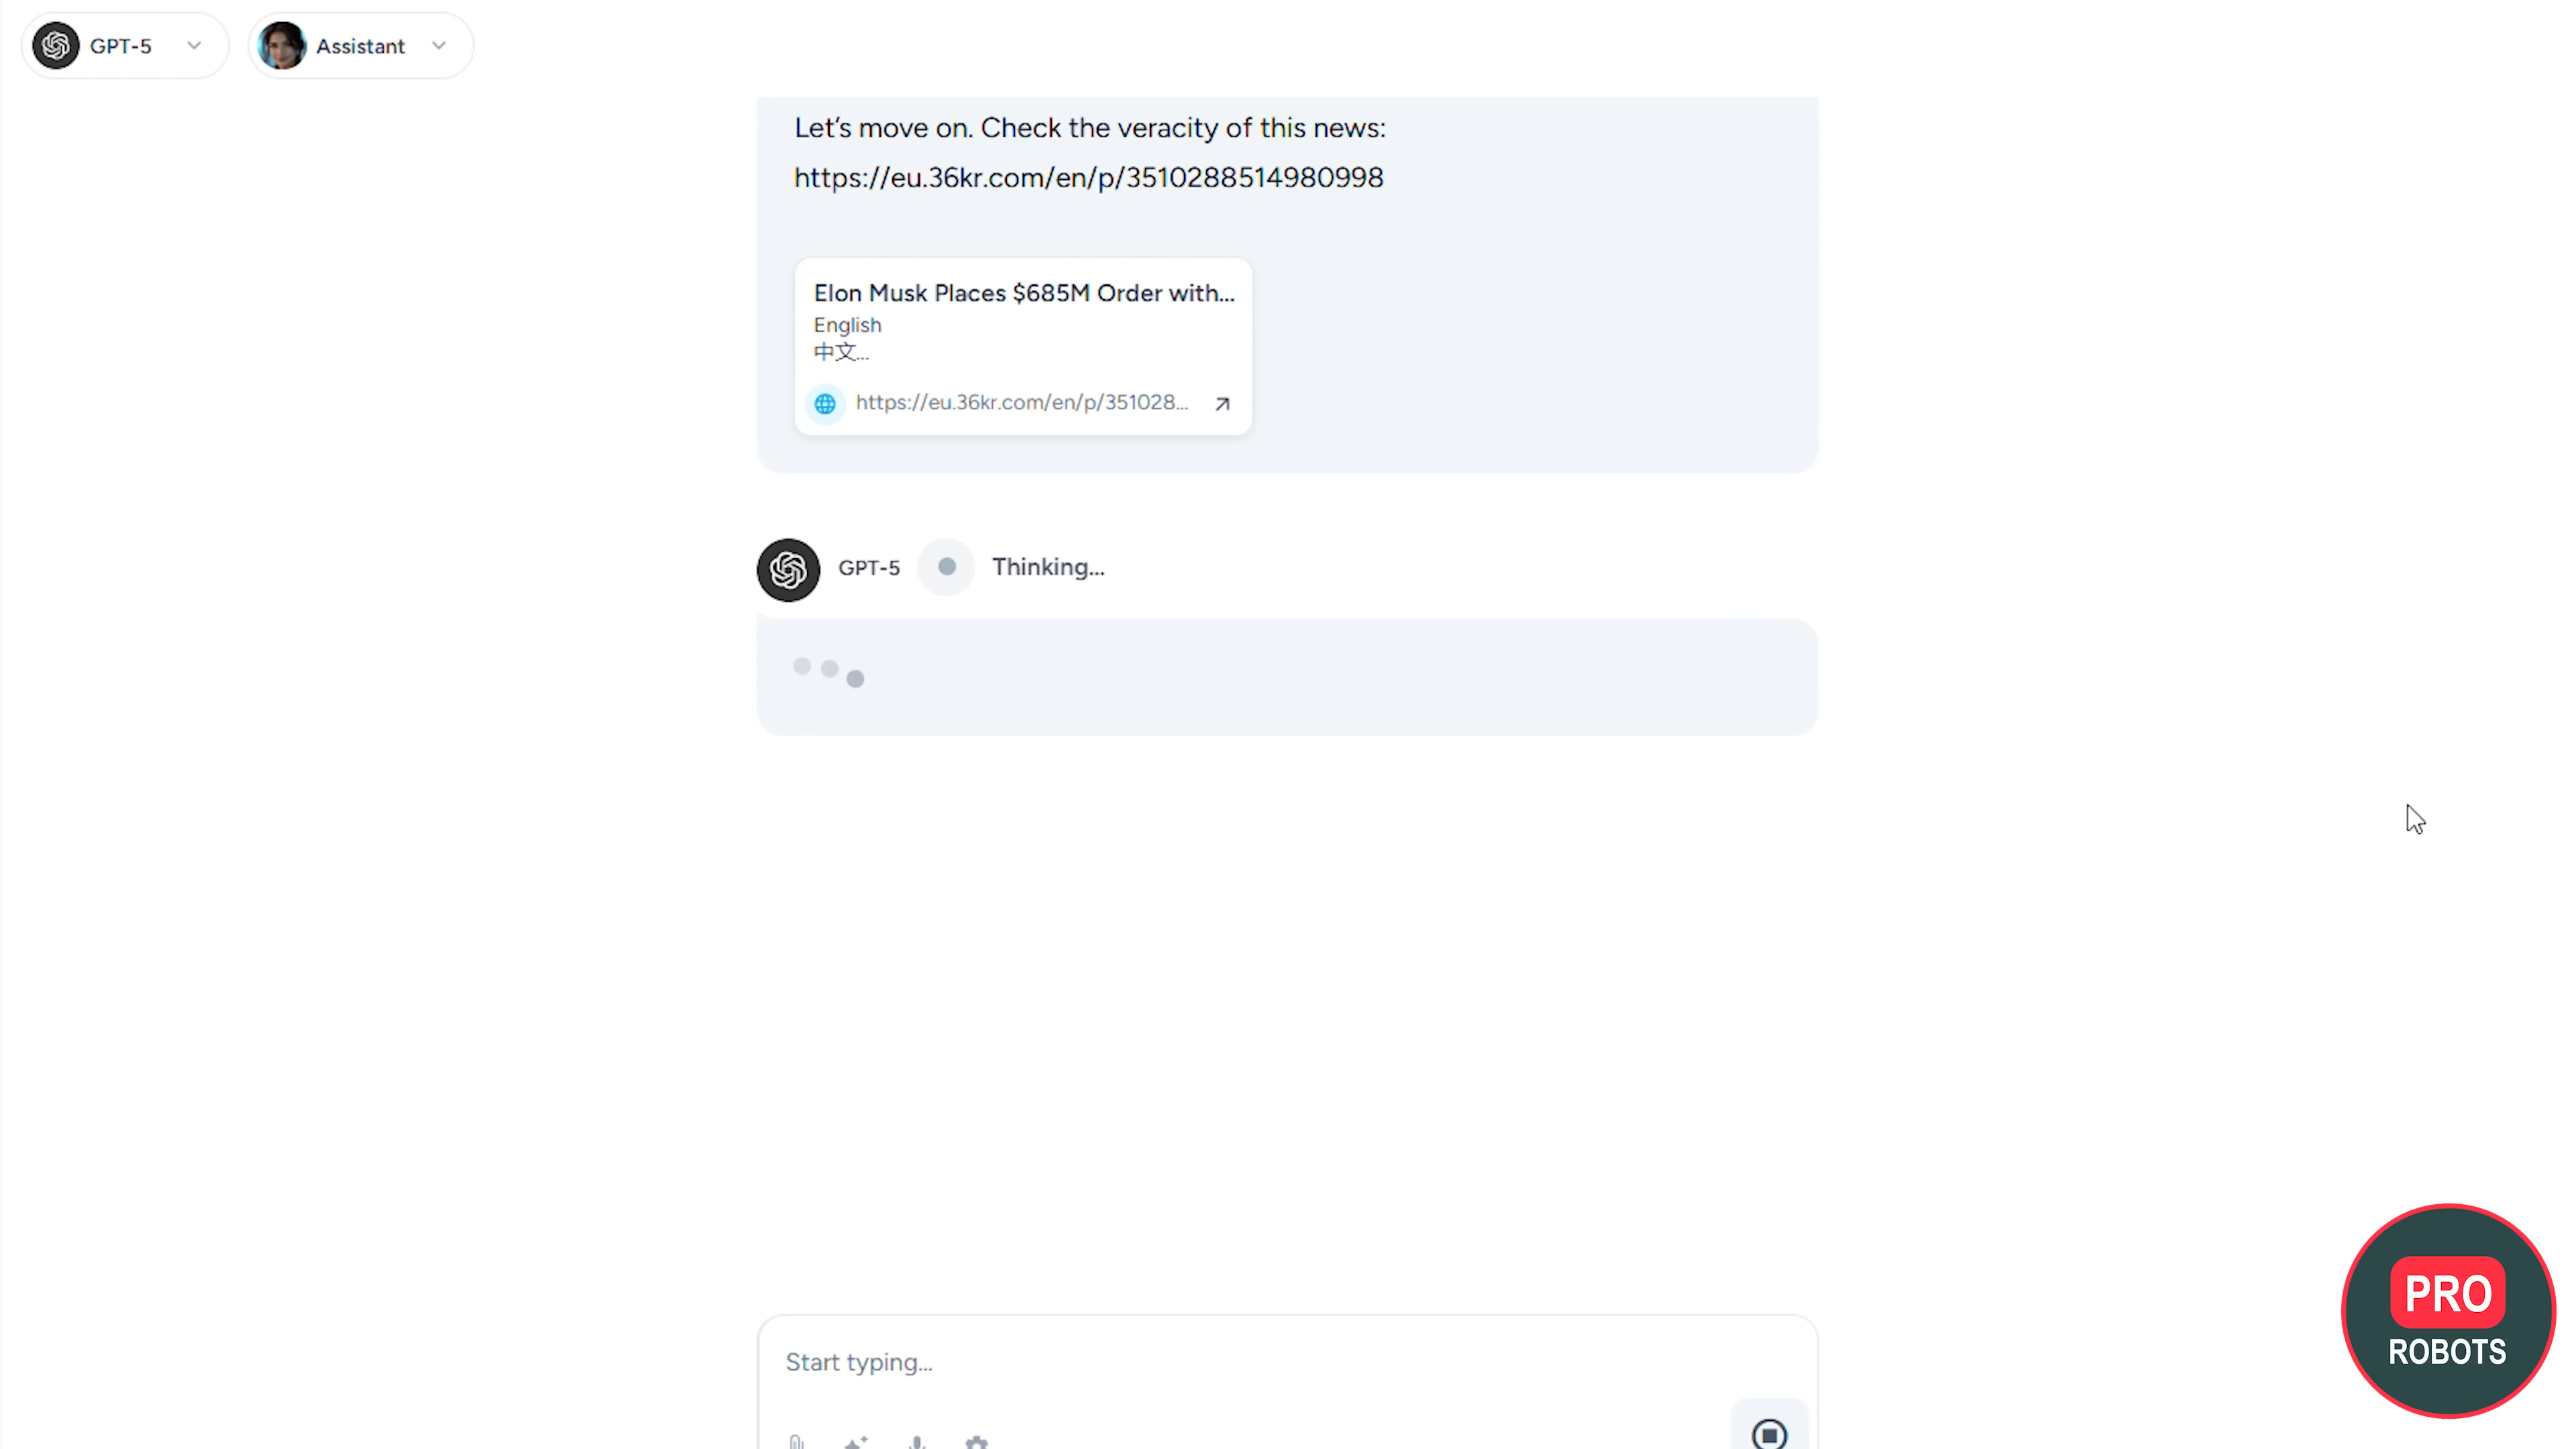 GPT-5
Assistant
Let's move on. Check the veracity of this news:
https://eu.36kr.com/en/p/3510288514980998
Elon Musk Places $685M Order with...
English
中文...
https://eu.36kr.com/en/p/351028...
GPT-5
Thinking...
Start typing...
PRO
ROBOTS